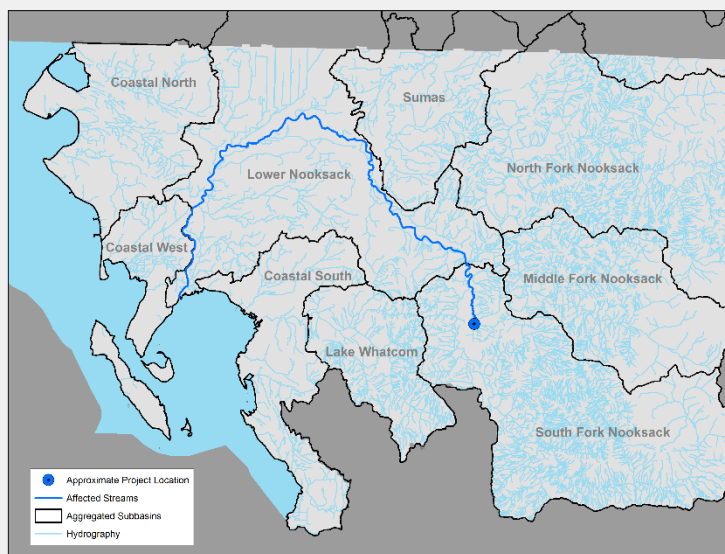 Coastal North
Sumas
North Fork Nooksack
Lower Nooksack
Coastal West
Coastal South
Middle Fork Nooksack
Lake Whatcom
South Fork Nooksack
Approximate Project Location
Affected Streams
Aggregated Subbasins
Hydrography